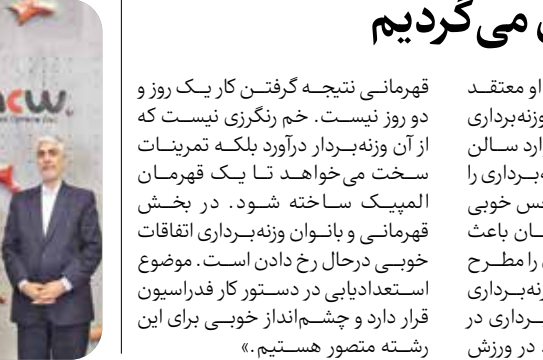 می‌گردیم
او معتقد
وزنه‌برداری
وارد سالن
ه‌برداری را
حس خوبی
باعث
را مطرح
زنه‌برداری
برداری در
در ورزش
قهرمانی نتیجه گرفتن کار یک روز و
دو روز نیست. خم رنگرزی نیست که
از آن وزنه‌بردار درآورد بلکه تمرینات
سخت می‌خواهد تا یک قهرمان
المپیک ساخته شود. در بخش
قهرمانی و بانوان وزنه‌برداری اتفاقات
خوبی درحال رخ دادن است. موضوع
استعدادیابی در دستور کار فدراسیون
قرار دارد و چشم‌انداز خوبی برای این
رشته متصور هستیم.»